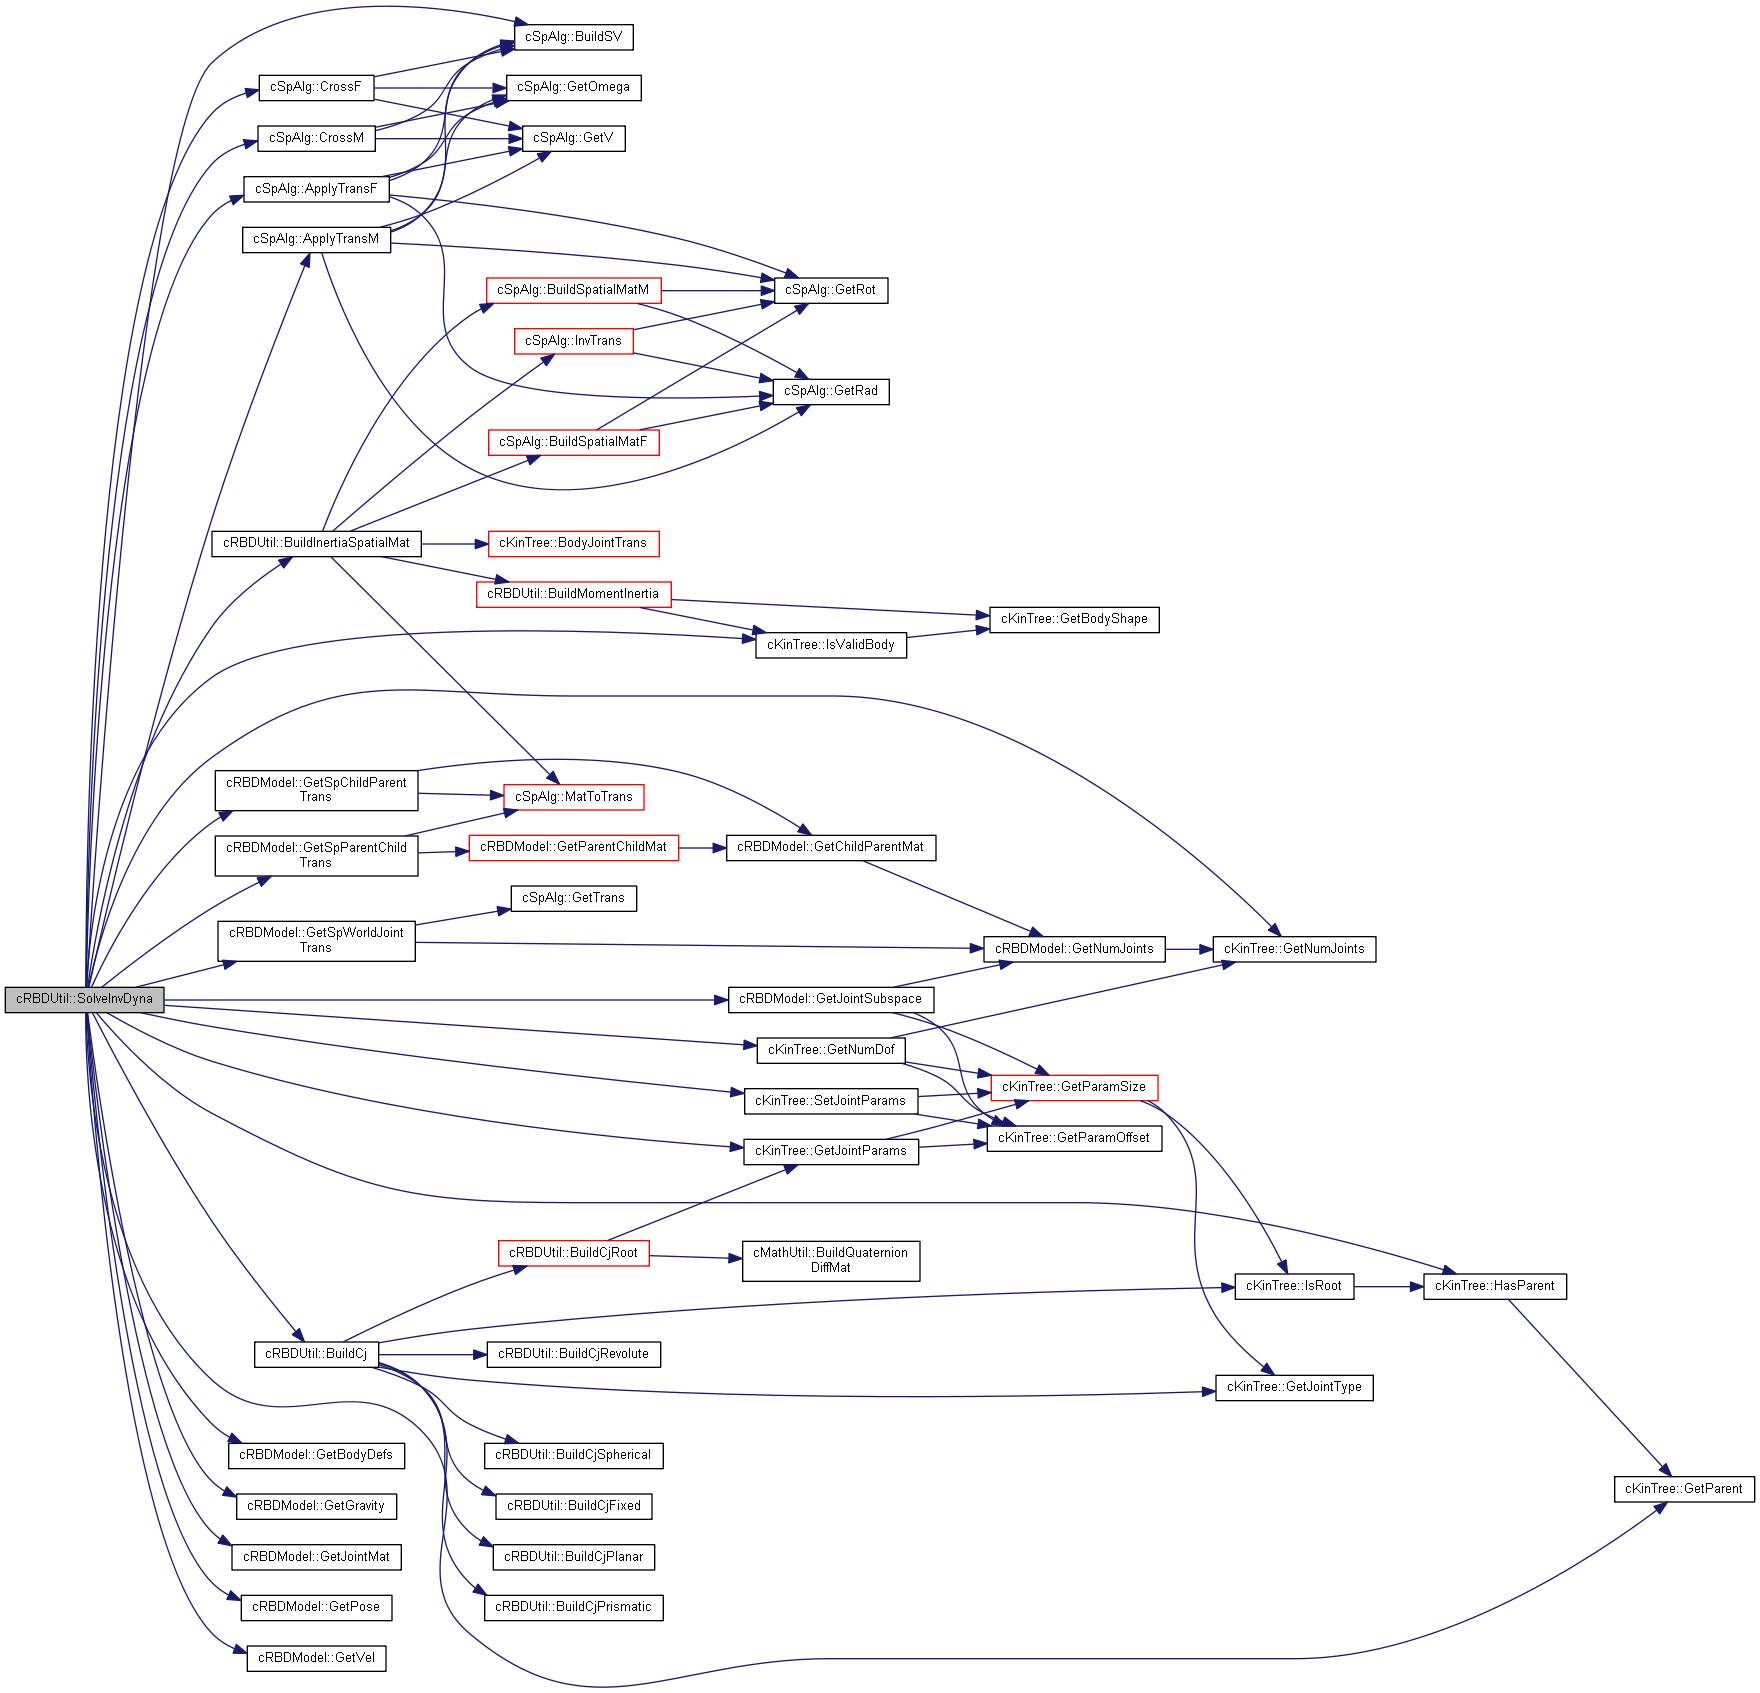 cSpAlg::BuildSV
cSpAlg::CrossF
cSpAlg::GetOmega
cSpAlg::CrossM
cSpAlg::GetV
cSpAlg::ApplyTransF
cSpAlg::ApplyTransM
cSpAlg::BuildSpatialMatM
cSpAlg::GetRot
cSpAlg::InvTrans
cSpAlg::GetRad
cSpAlg::BuildSpatialMatF
cRBDUtil::BuildInertiaSpatialMat
cKinTree::BodyJointTrans
cRBDUtil::BuildMomentInertia
cKinTree::GetBodyShape
cKinTree::IsValidBody
cRBDModel::GetSpChildParent
Trans
cSpAlg::MatToTrans
cRBDModel::GetSpParentChild
Trans
cRBDModel::GetParentChildMat
cRBDModel::GetChildParentMat
cSpAlg::GetTrans
cRBDModel::GetSpWorldJoint
Trans
cRBDModel::GetNumJoints
cKinTree::GetNumJoints
cRBDUtil::SolveInvDyna
cRBDModel::GetJointSubspace
cKinTree::GetNumDof
cKinTree::GetParamSize
cKinTree::SetJointParams
cKinTree::GetParamOffset
cKinTree::GetJointParams
cRBDUtil::BuildCjRoot
cMathUtil::BuildQuaternion
DiffMat
cKinTree::IsRoot
cKinTree::HasParent
cRBDUtil::BuildCj
cRBDUtil::BuildCjRevolute
cKinTree::GetJointType
cRBDModel::GetBodyDefs
cRBDUtil::BuildCjSpherical
cKinTree::GetParent
cRBDModel::GetGravity
cRBDUtil::BuildCjFixed
cRBDModel::GetJointMat
cRBDUtil::BuildCjPlanar
cRBDModel::GetPose
cRBDUtil::BuildCjPrismatic
cRBDModel::GetVel